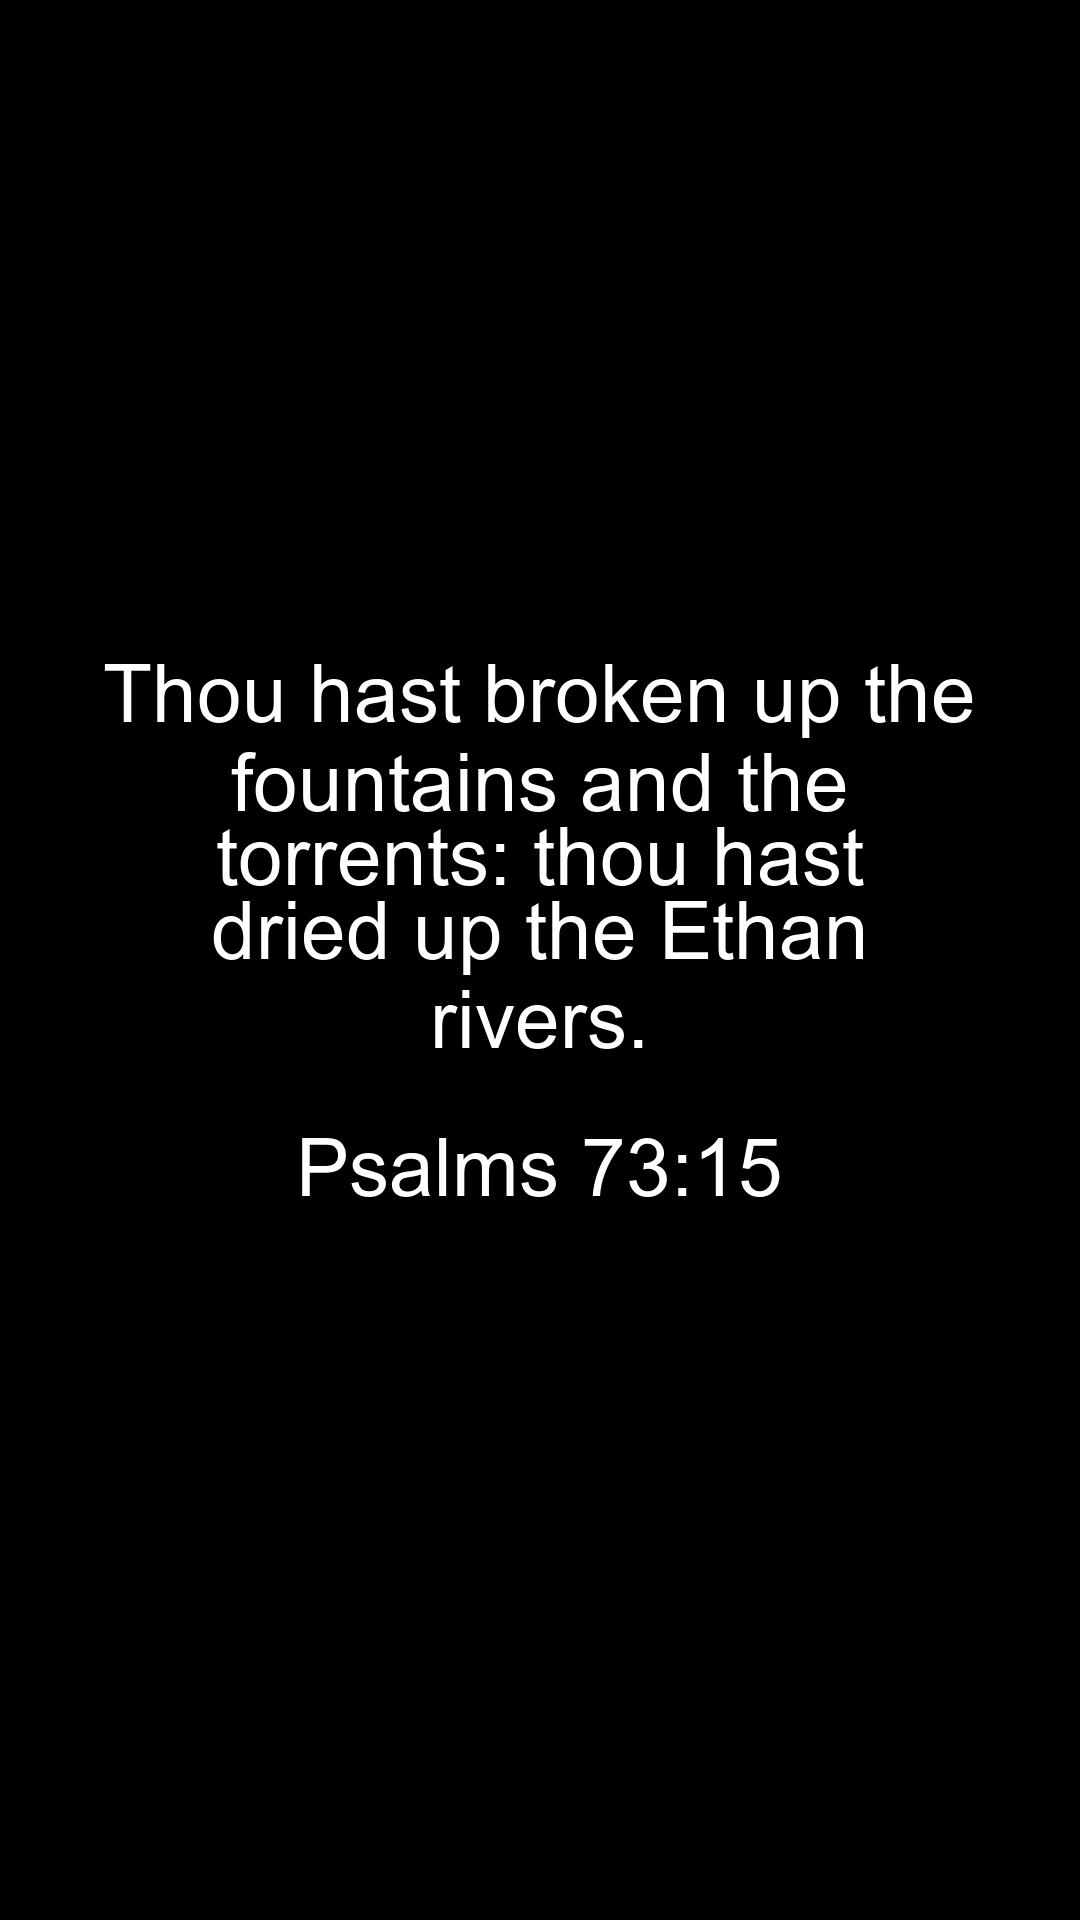 Thou hast broken up the
fountains and the
torrents: thou hast
dried up the Ethan
rivers.
Psalms 73:15